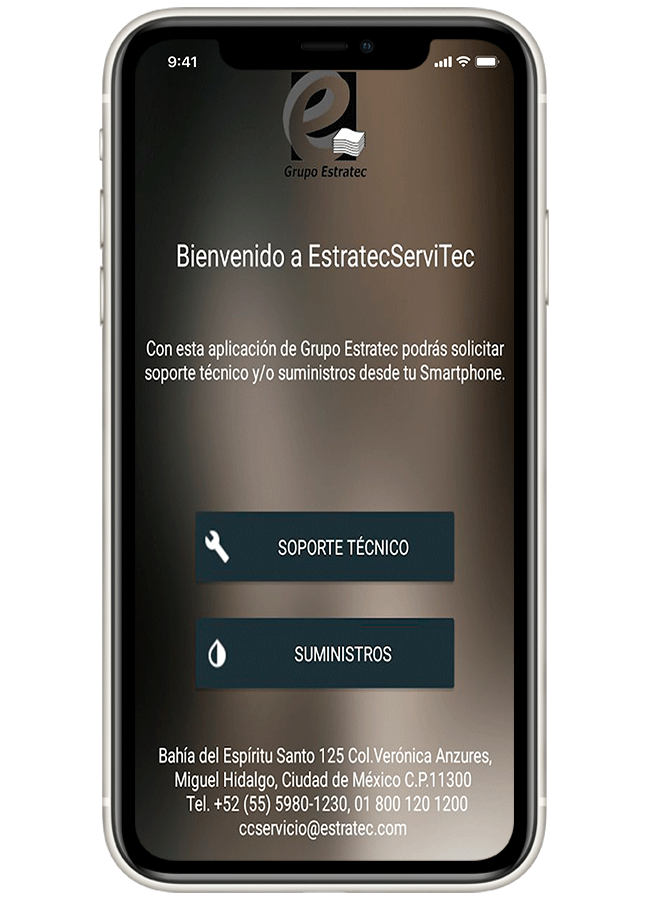 9:41
Grupo Estratec
Bienvenido a EstratecServiTec
Con esta aplicación de Grupo Estratec podrás solicitar
soporte técnico y/o suministros desde tu Smartphone.
SOPORTE TÉCNICO
SUMINISTROS
Bahía del Espíritu Santo 125 Col.Verónica Anzures,
Miguel Hidalgo, Ciudad de México C.P.11300
Tel. +52 (55) 5980-1230, 01 800 120 1200
ccservicio@estratec.com